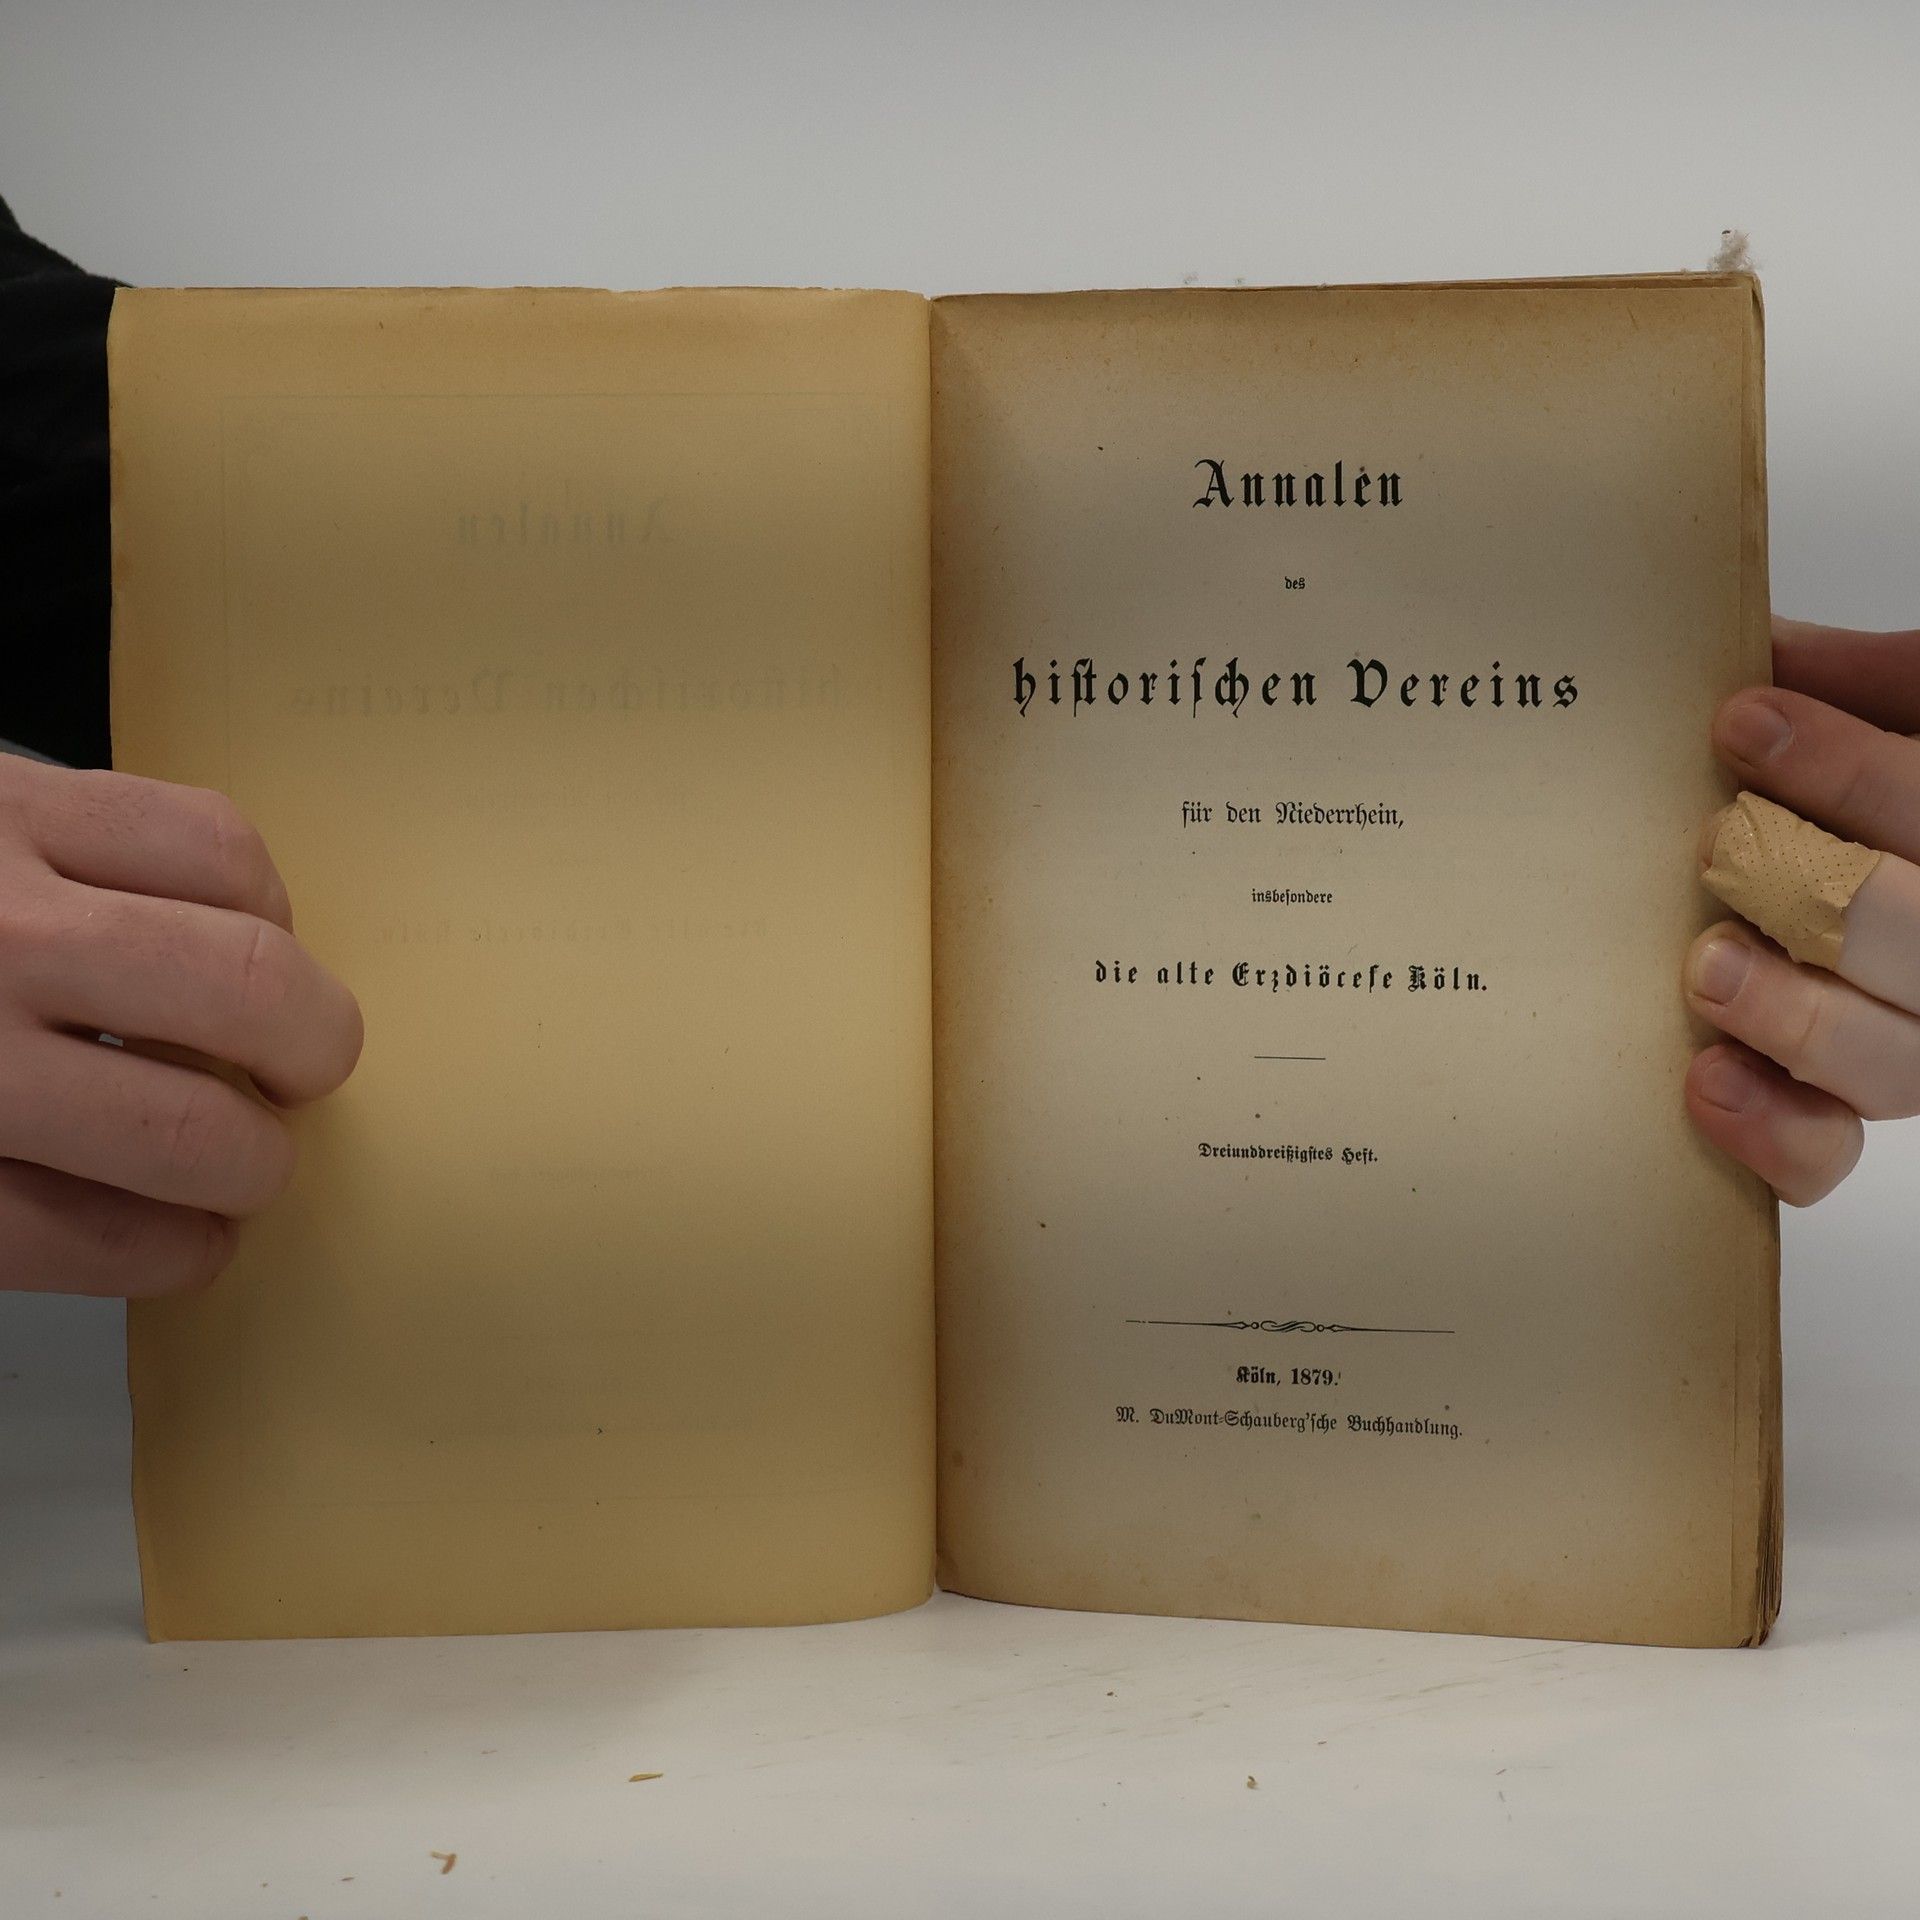 Annalen
des
historischen Vereins
für den Niederrhein,
insbesondere
die alte Erzdiöcese Köln.
Dreiunddreißigstes Heft.
Köln, 1879.
M. DuMont-Schauberg'sche Buchhandlung.